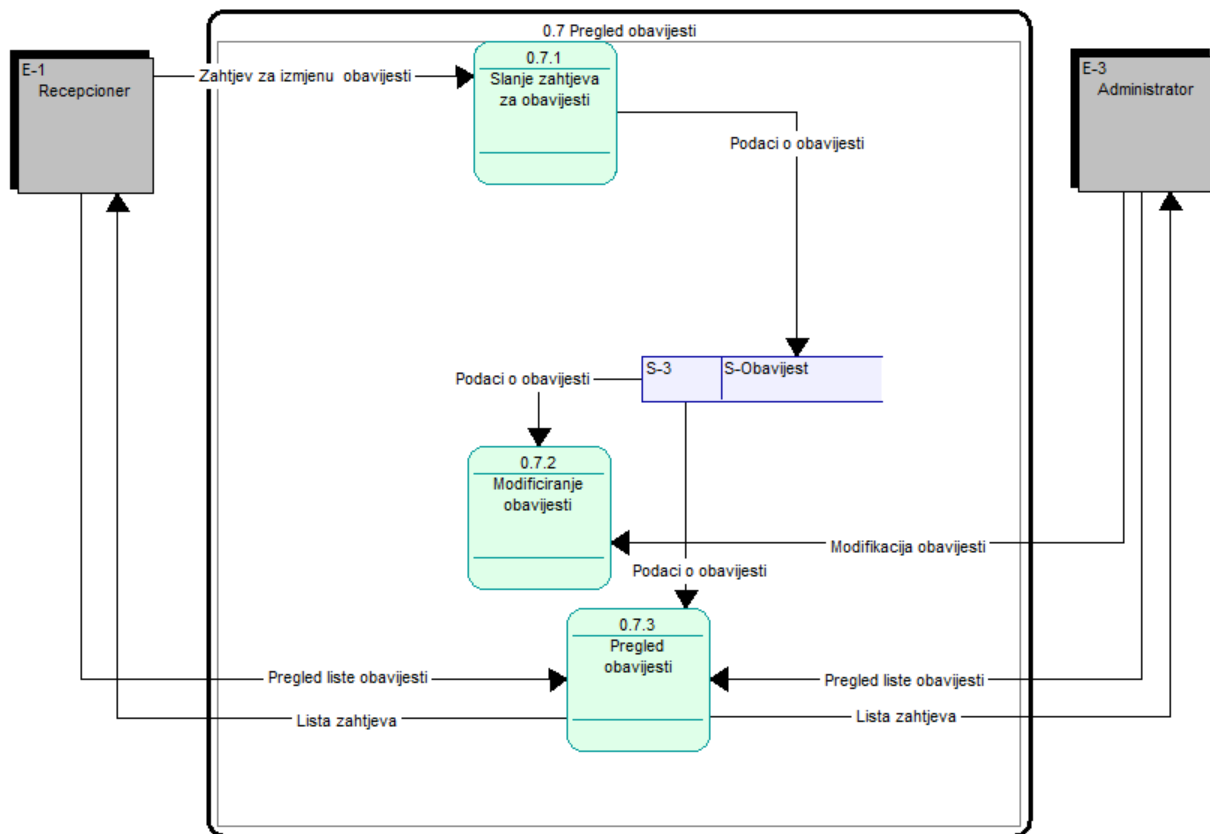 0.7 Pregled obavijesti
E-1
Recepcioner
Zahtjev za izmjenu  obavijesti
0.7.1
Slanje zahtjeva
za obavijesti
E-3
Administrator
Podaci o obavijesti
S-3
S-Obavijest
Podaci o obavijesti
0.7.2
Modificiranje
obavijesti
Modifikacija obavijesti
Podaci o obavijesti
0.7.3
Pregled
obavijesti
Pregled liste obavijesti
Pregled liste obavijesti
Lista zahtjeva
Lista zahtjeva